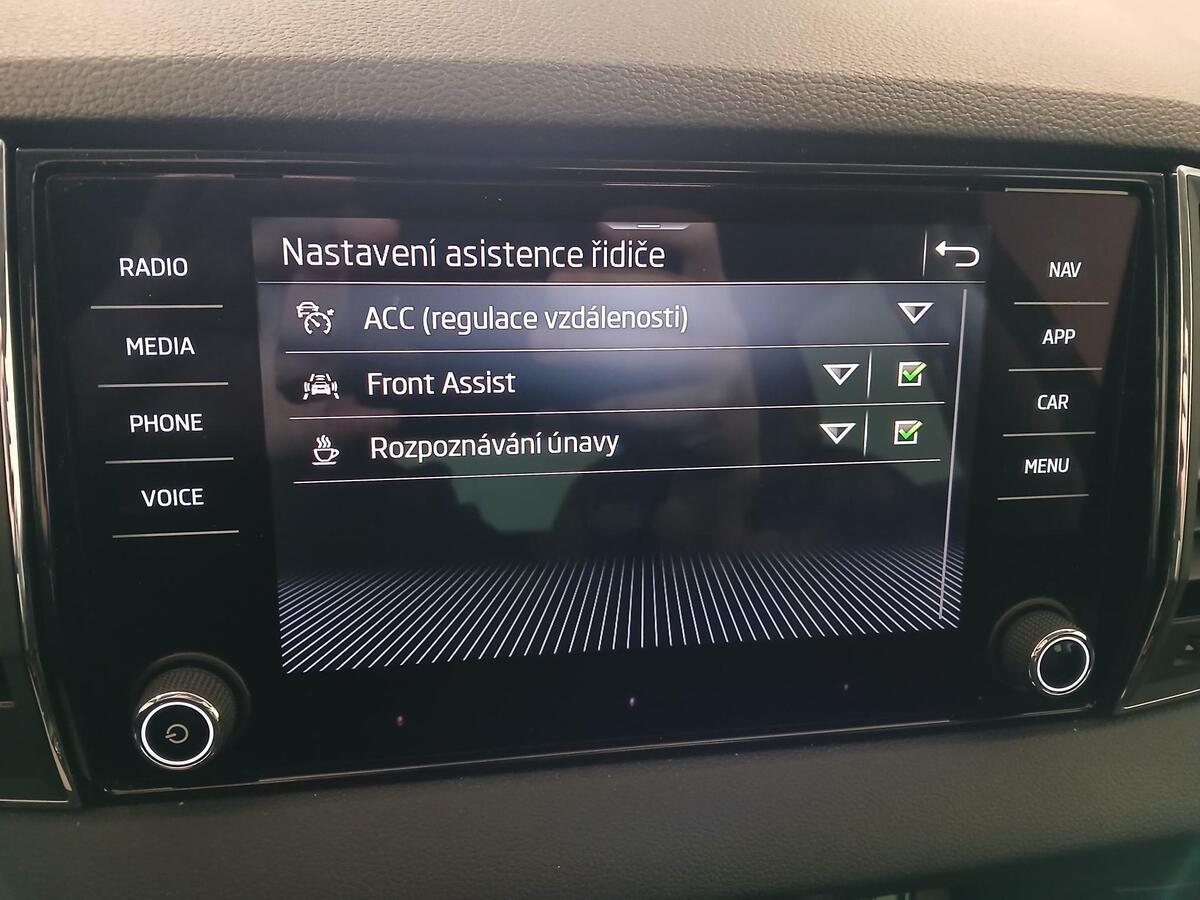 RADIO
MEDIA
PHONE
VOICE
Nastavení asistence řidiče
ACC (regulace vzdálenosti)
Front Assist
Rozpoznávání únavy
NAV
APP
CAR
MENU